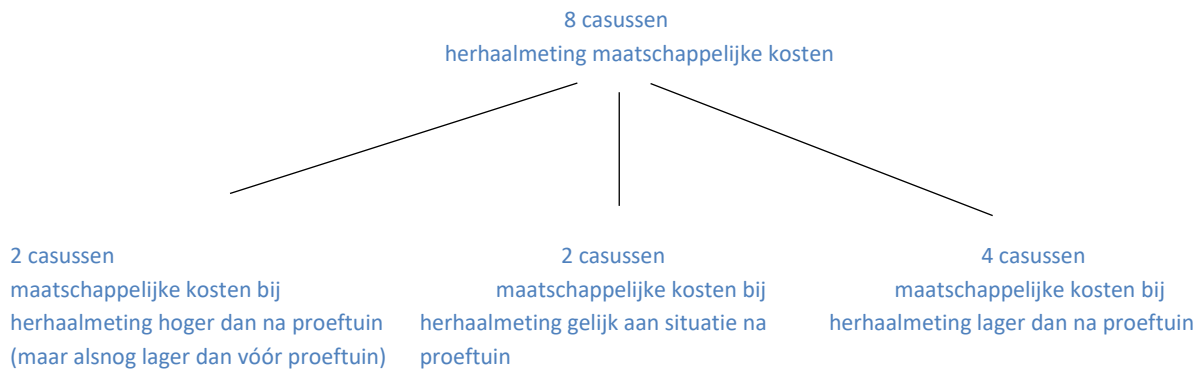 8 casussen
herhaalmeting maatschappelijke kosten
2 casussen
maatschappelijke kosten bij
herhaalmeting hoger dan na proeftuin
(maar alsnog lager dan vóór proeftuin)
2 casussen
maatschappelijke kosten bij
herhaalmeting gelijk aan situatie na
proeftuin
4 casussen
maatschappelijke kosten bij
herhaalmeting lager dan na proeftuin